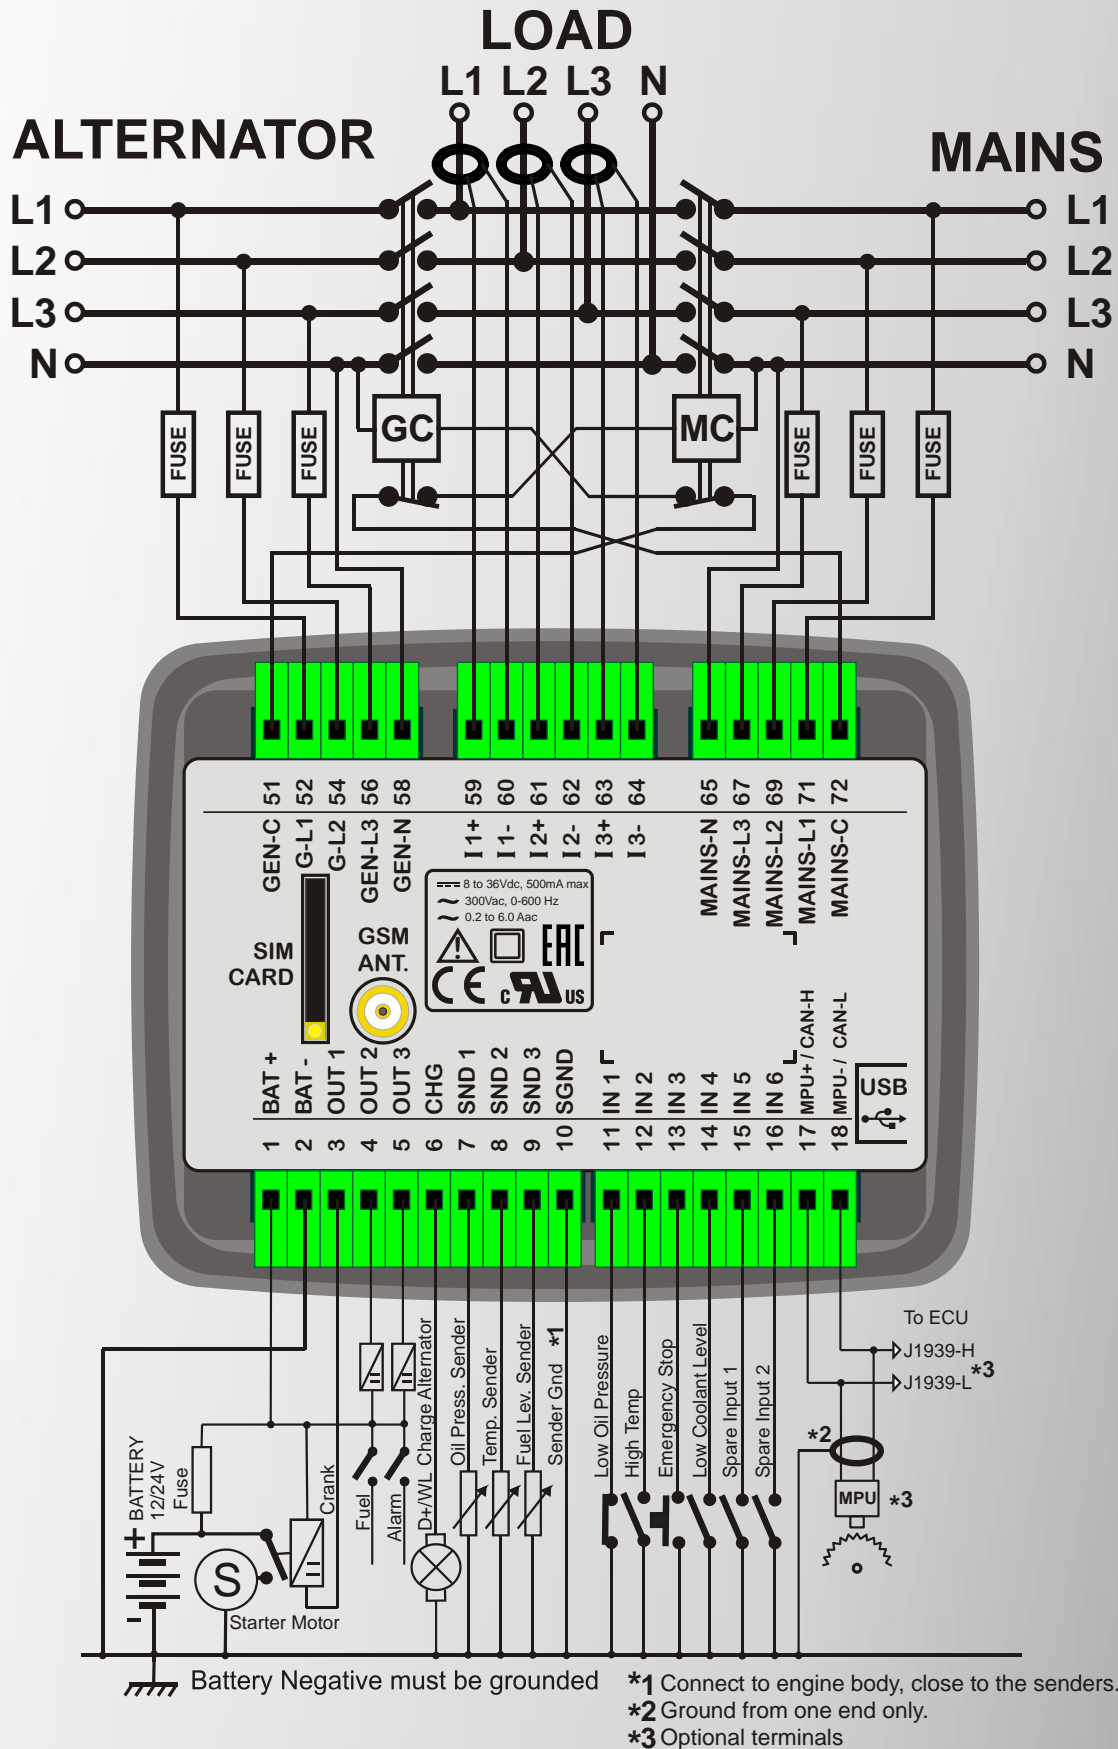 LOAD
L1 L2 L3 N
ALTERNATOR
MAINS
L1
L2
L3
N
L1
L2
L3
N
GC
MC
FUSE
FUSE
FUSE
FUSE
FUSE
FUSE
GEN-C 51
G-L1 52
G-L2 54
GEN-L3 56
GEN-N 58
I1+ 59
I1- 60
I2+ 61
I2- 62
I3+ 63
I3- 64
MAINS-N 65
MAINS-L3 67
MAINS-L2 69
MAINS-L1 71
MAINS-C 72
8 to 36Vdc, 500mA max
300Vac, 0-600 Hz
0.2 to 6.0 Aac
EAC
CE
C RU US
SIM
CARD
GSM
ANT.
1 BAT +
2 BAT -
3 OUT 1
4 OUT 2
5 OUT 3
6 CHG
7 SND 1
8 SND 2
9 SND 3
10 SGND
11 IN 1
12 IN 2
13 IN 3
14 IN 4
15 IN 5
16 IN 6
17 MPU+ / CAN-H
18 MPU- / CAN-L
USB
BATTERY
12/24V
+
-
Fuse
S
Starter Motor
Crank
Fuel
Alarm
D+/WL Charge Alternator
Oil Press. Sender
Temp. Sender
Fuel Lev. Sender
Sender Gnd *1
Low Oil Pressure
High Temp
Emergency Stop
Low Coolant Level
Spare Input 1
Spare Input 2
To ECU
J1939-H
J1939-L *3
*2
MPU *3
Battery Negative must be grounded
*1 Connect to engine body, close to the senders.
*2 Ground from one end only.
*3 Optional terminals